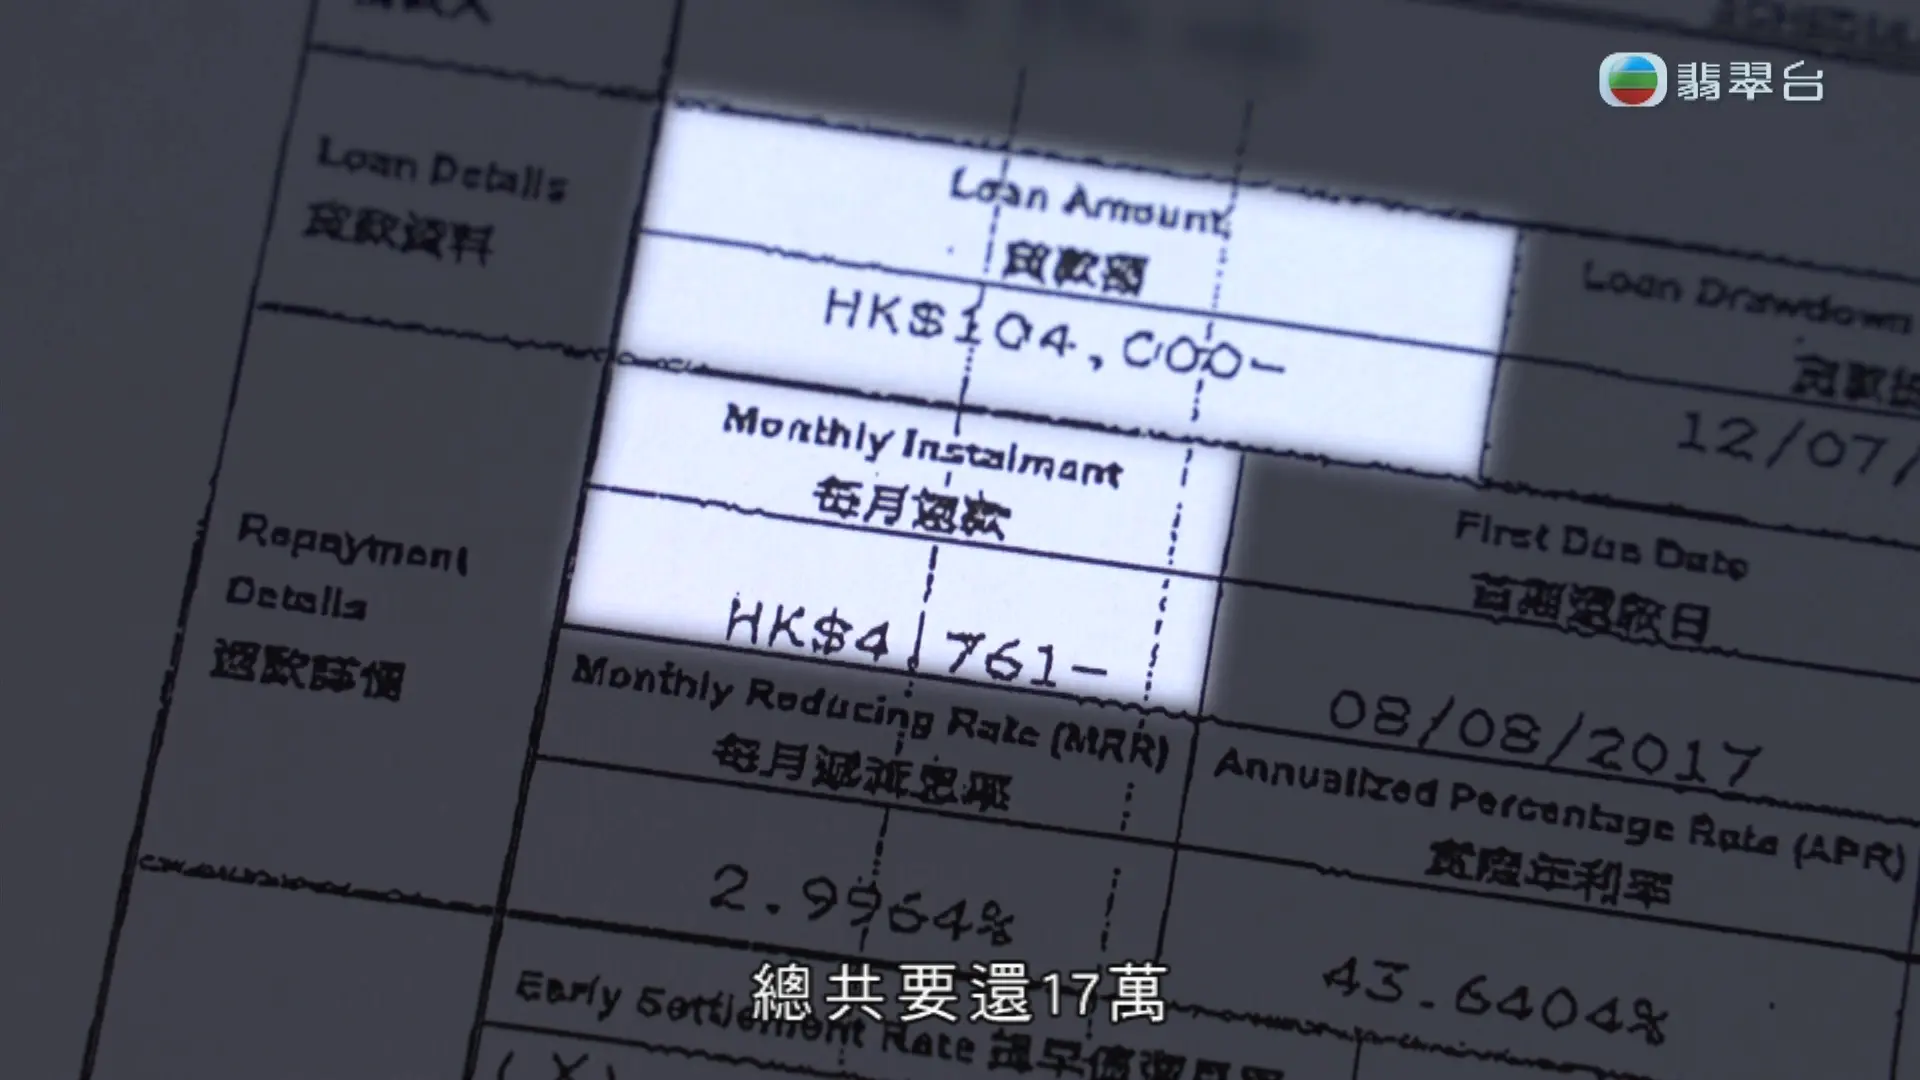 翡翠台
Loan Details
貸款資料
Loan Amount
貸款額
HK$104,000-
Loan Drawdown
12/07/
Repayment
Details
還款詳情
Monthly Instalment
每月還款
HK$4,761-
First Due Date
首期還款日
08/08/2017
Monthly Reducing Rate (MRR)
每月遞減息率
2.9964%
Annualized Percentage Rate (APR)
實際年利率
43.6404%
Early Settlement Rate
總共要還17萬